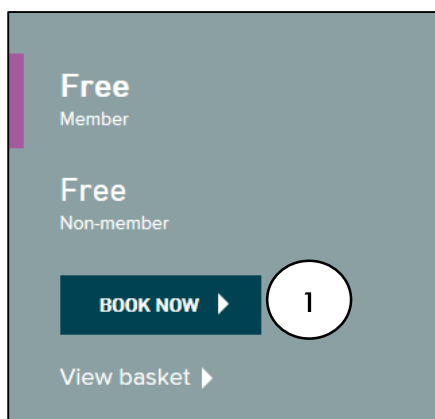 Free
Member
Free
Non-member
BOOK NOW 1
View basket